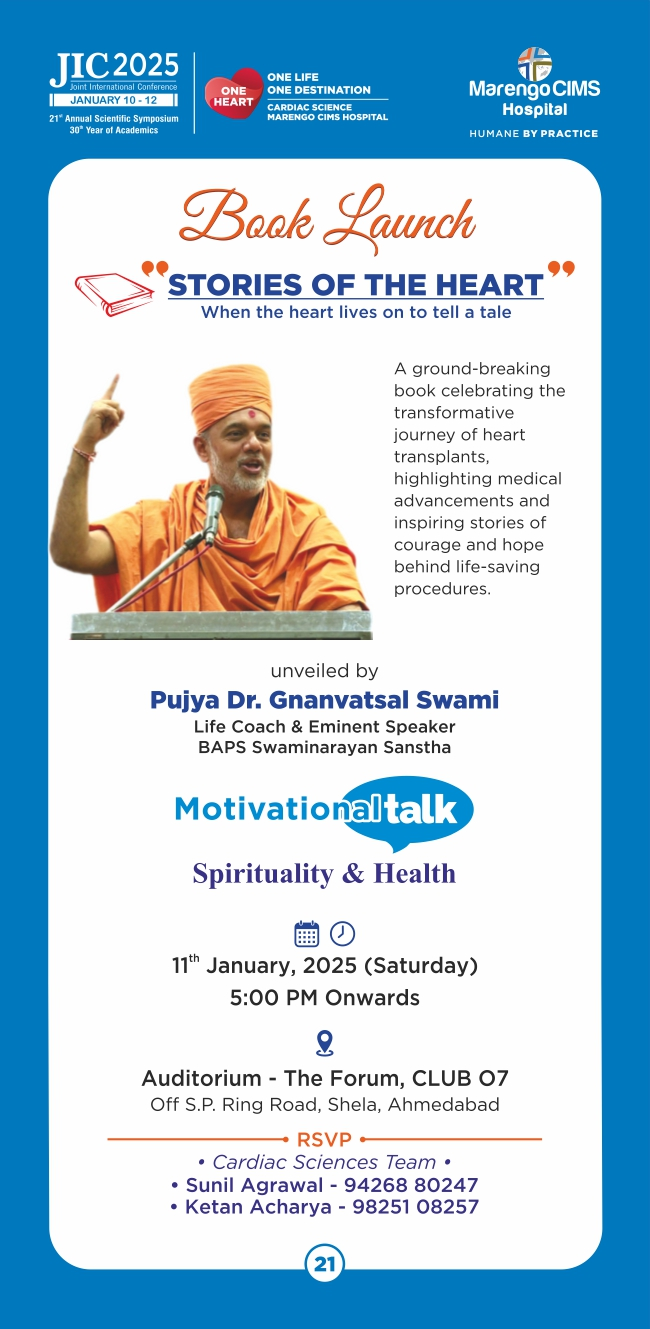 JIC 2025
Joint International Conference
JANUARY 10 - 12
21st Annual Scientific Symposium
30th Year of Academics
ONE HEART
ONE LIFE
ONE DESTINATION
CARDIAC SCIENCE
MARENGO CIMS HOSPITAL
Marengo CIMS
Hospital
HUMANE BY PRACTICE
Book Launch
”STORIES OF THE HEART”
When the heart lives on to tell a tale
A ground-breaking
book celebrating the
transformative
journey of heart
transplants,
highlighting medical
advancements and
inspiring stories of
courage and hope
behind life-saving
procedures.
unveiled by
Pujya Dr. Gnanvatsal Swami
Life Coach & Eminent Speaker
BAPS Swaminarayan Sanstha
Motivational talk
Spirituality & Health
11th January, 2025 (Saturday)
5:00 PM Onwards
Auditorium - The Forum, CLUB O7
Off S.P. Ring Road, Shela, Ahmedabad
RSVP
• Cardiac Sciences Team •
• Sunil Agrawal - 94268 80247
• Ketan Acharya - 98251 08257
21